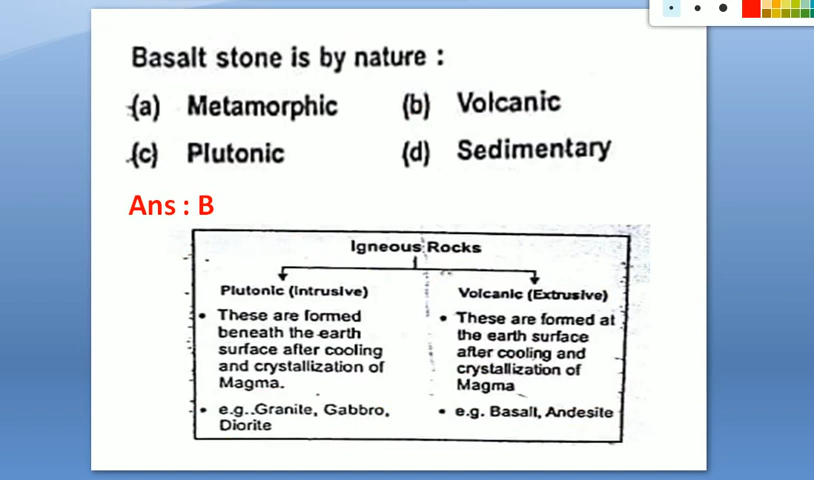 Basalt stone is by nature :
(a) Metamorphic (b) Volcanic
(c) Plutonic (d) Sedimentary
Ans : B
Igneous Rocks
Plutonic (Intrusive)
• These are formed
beneath the earth
surface after cooling
and crystallization of
Magma.
• e.g..Granite, Gabbro,
Diorite
Volcanic (Extrusive)
• These are formed at
the earth surface
after cooling and
crystallization of
Magma
• e.g. Basalt, Andesite